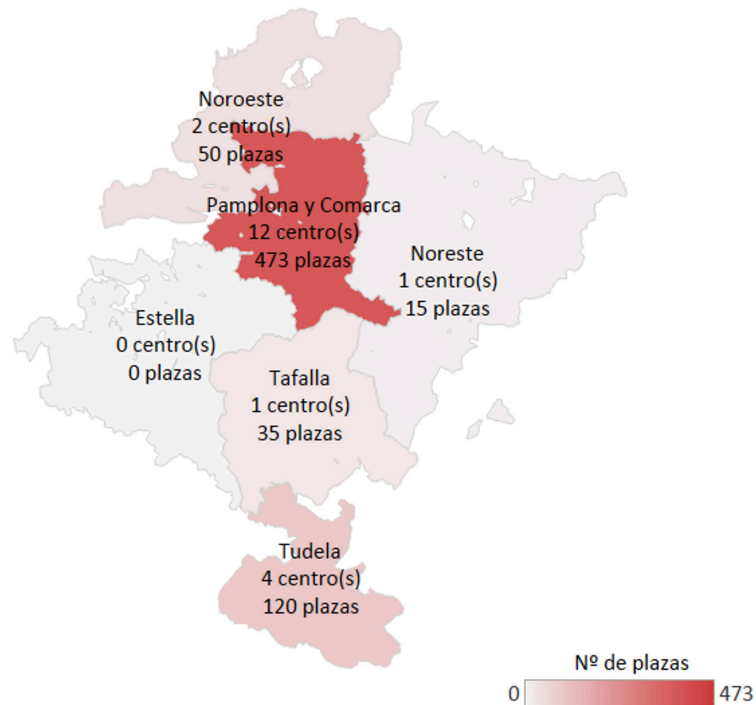 Noroeste
2 centro(s)
50 plazas
Pamplona y Comarca
12 centro(s)
473 plazas
Noreste
1 centro(s)
15 plazas
Estella
0 centro(s)
0 plazas
Tafalla
1 centro(s)
35 plazas
Tudela
4 centro(s)
120 plazas
Nº de plazas
0 473